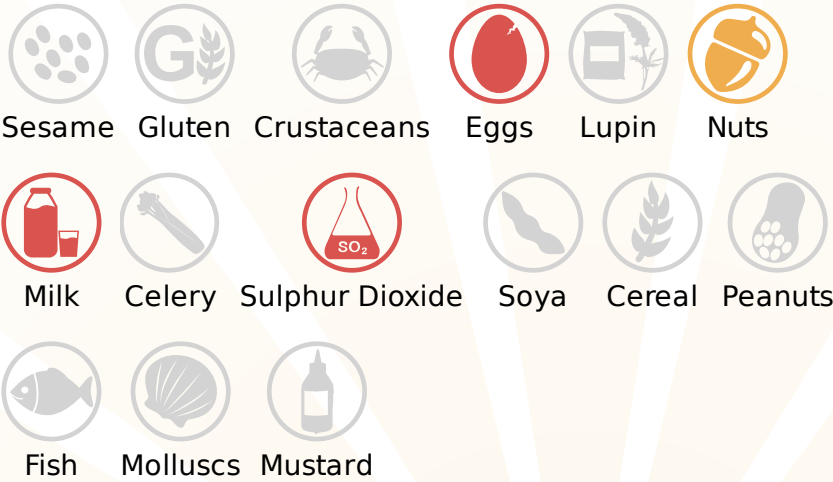 Sesame Gluten Crustaceans Eggs Lupin Nuts
SO₂
Milk Celery Sulphur Dioxide Soya Cereal Peanuts
Fish Molluscs Mustard